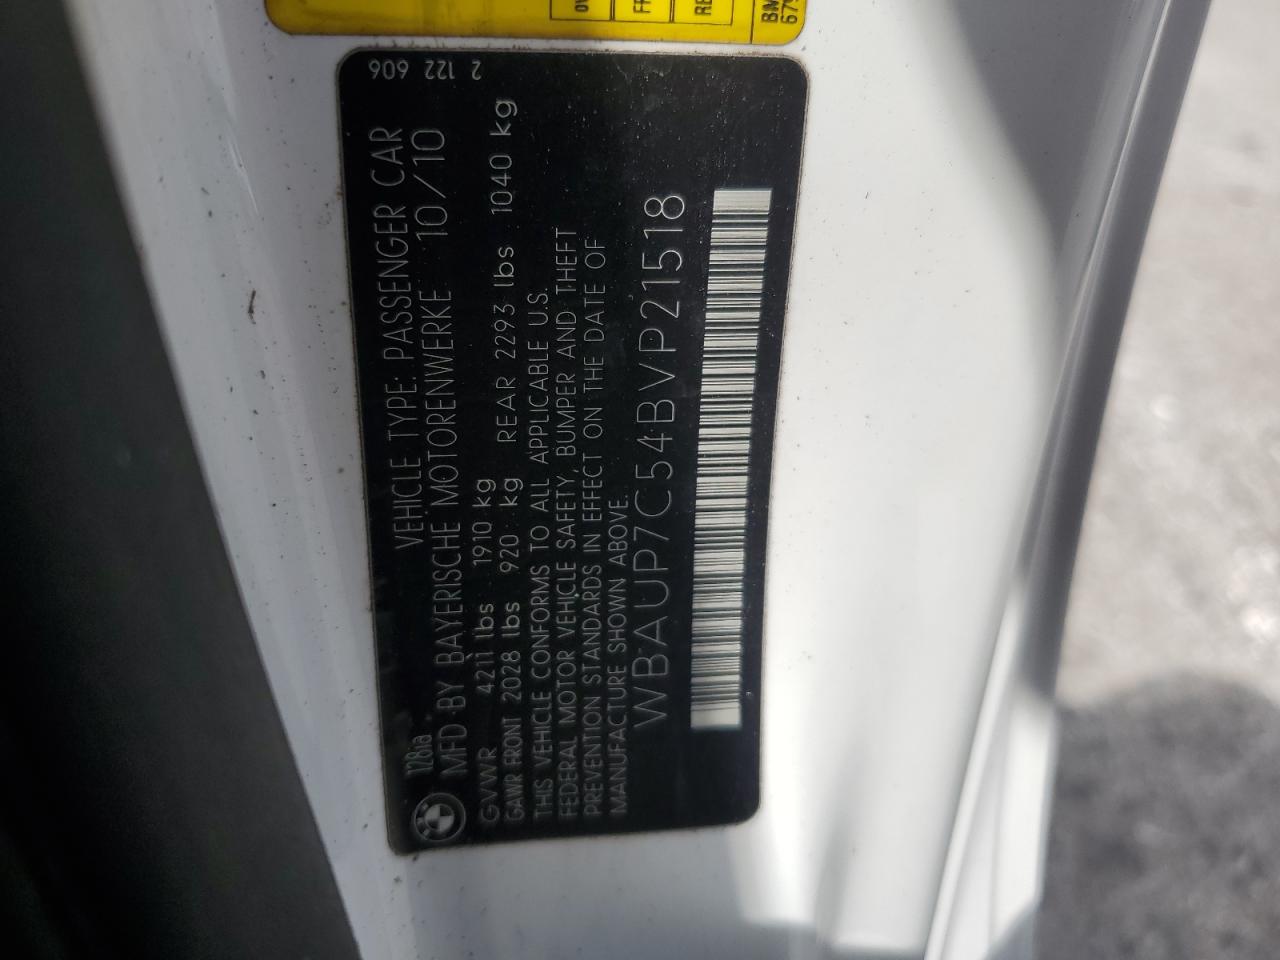 2 122 606
128ia VEHICLE TYPE: PASSENGER CAR
MFD BY BAYERISCHE MOTORENWERKE 10/10
GVWR 4211 lbs 1910 kg
GAWR FRONT 2028 lbs 920 kg REAR 2293 lbs 1040 kg
THIS VEHICLE CONFORMS TO ALL APPLICABLE U.S.
FEDERAL MOTOR VEHICLE SAFETY, BUMPER AND THEFT
PREVENTION STANDARDS IN EFFECT ON THE DATE OF
MANUFACTURE SHOWN ABOVE.
WBAUP7C54BVP21518